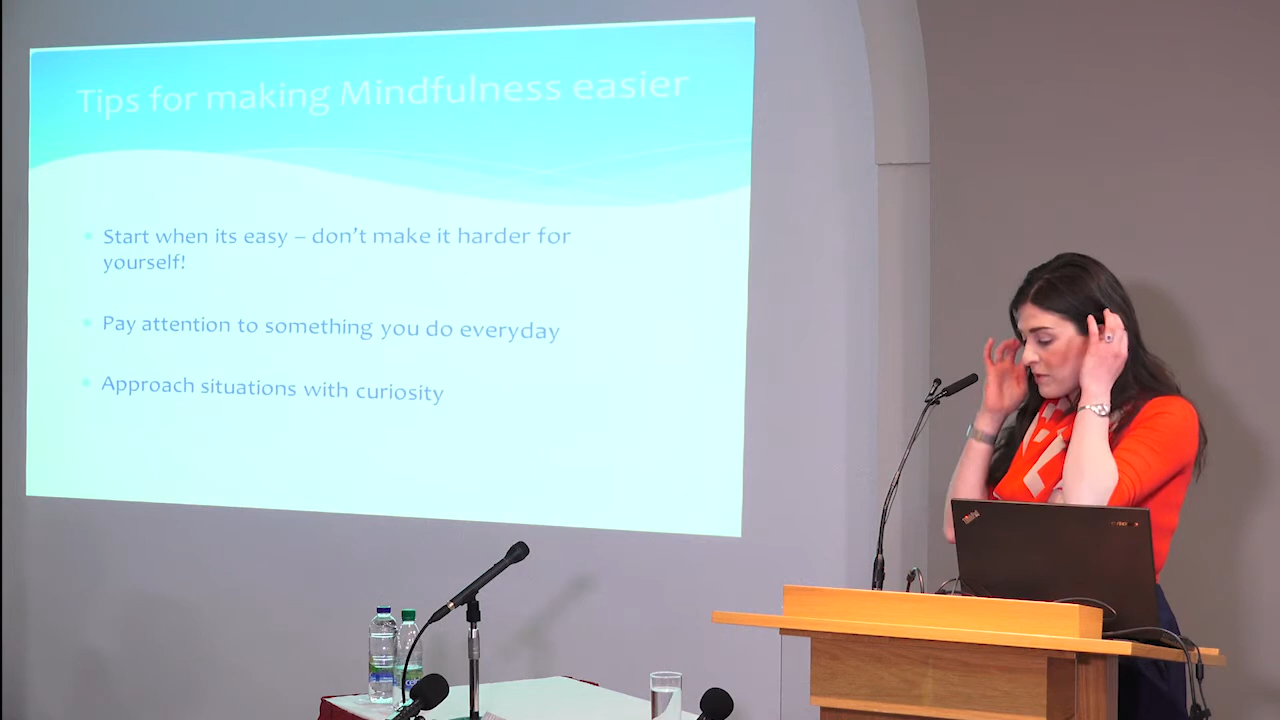 Tips for making Mindfulness easier
Start when its easy – don't make it harder for
yourself!
Pay attention to something you do everyday
Approach situations with curiosity
ThinkPad